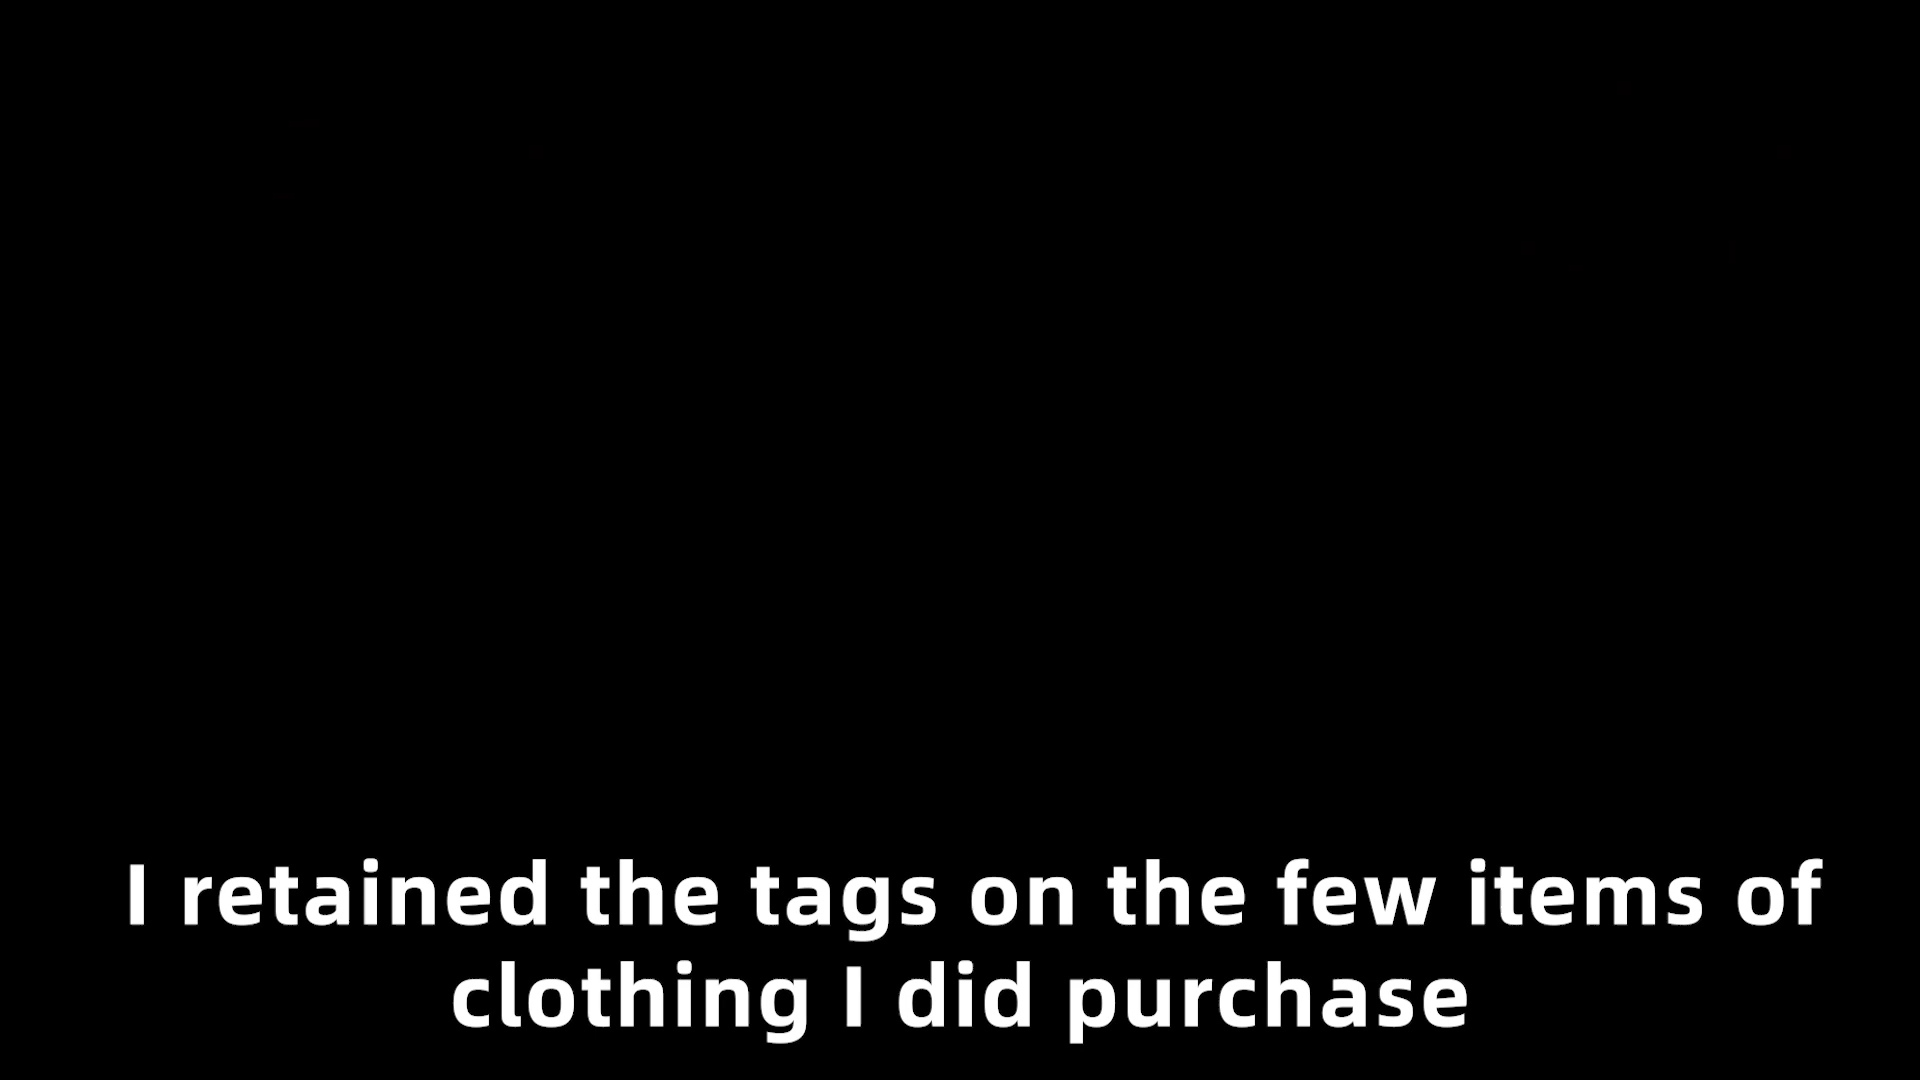 I retained the tags on the few items of
clothing I did purchase